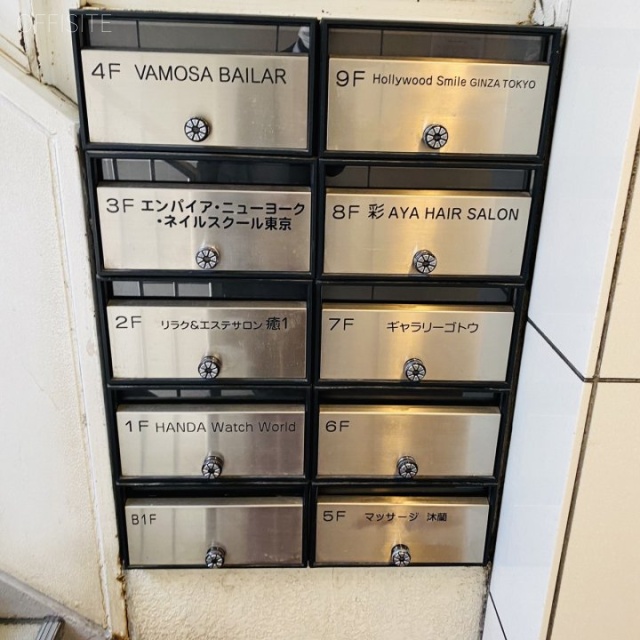 OFFISITE
4F VAMOSA BAILAR
3F エンパイア・ニューヨーク
・ネイルスクール東京
2F リラク&エステサロン 癒1
1F HANDA Watch World
B1F
9F Hollywood Smile GINZA TOKYO
8F 彩 AYA HAIR SALON
7F ギャラリーゴトウ
6F
5F マッサージ 沐蘭